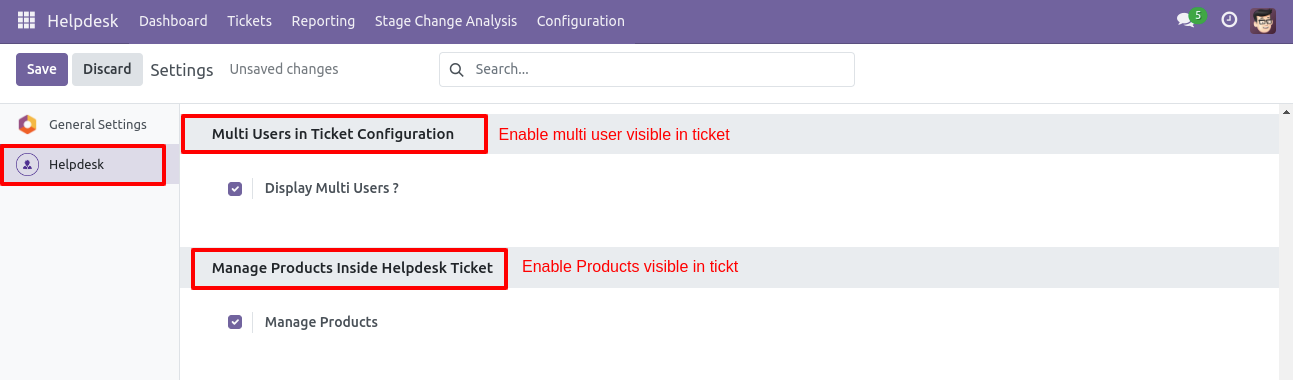 Helpdesk Dashboard Tickets Reporting Stage Change Analysis Configuration 5
Save Discard Settings Unsaved changes Search...
General Settings
Helpdesk
Multi Users in Ticket Configuration Enable multi user visible in ticket
Display Multi Users ?
Manage Products Inside Helpdesk Ticket Enable Products visible in tickt
Manage Products